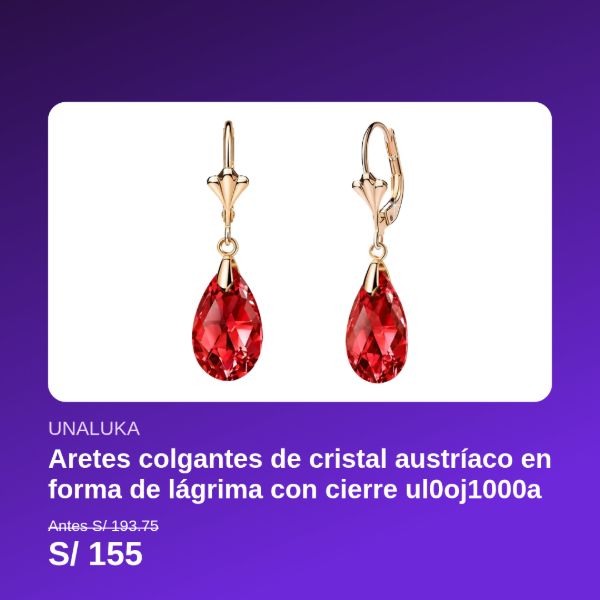 UNALUKA
Aretes colgantes de cristal austríaco en
forma de lágrima con cierre ul0oj1000a
Antes S/ 193.75
S/ 155